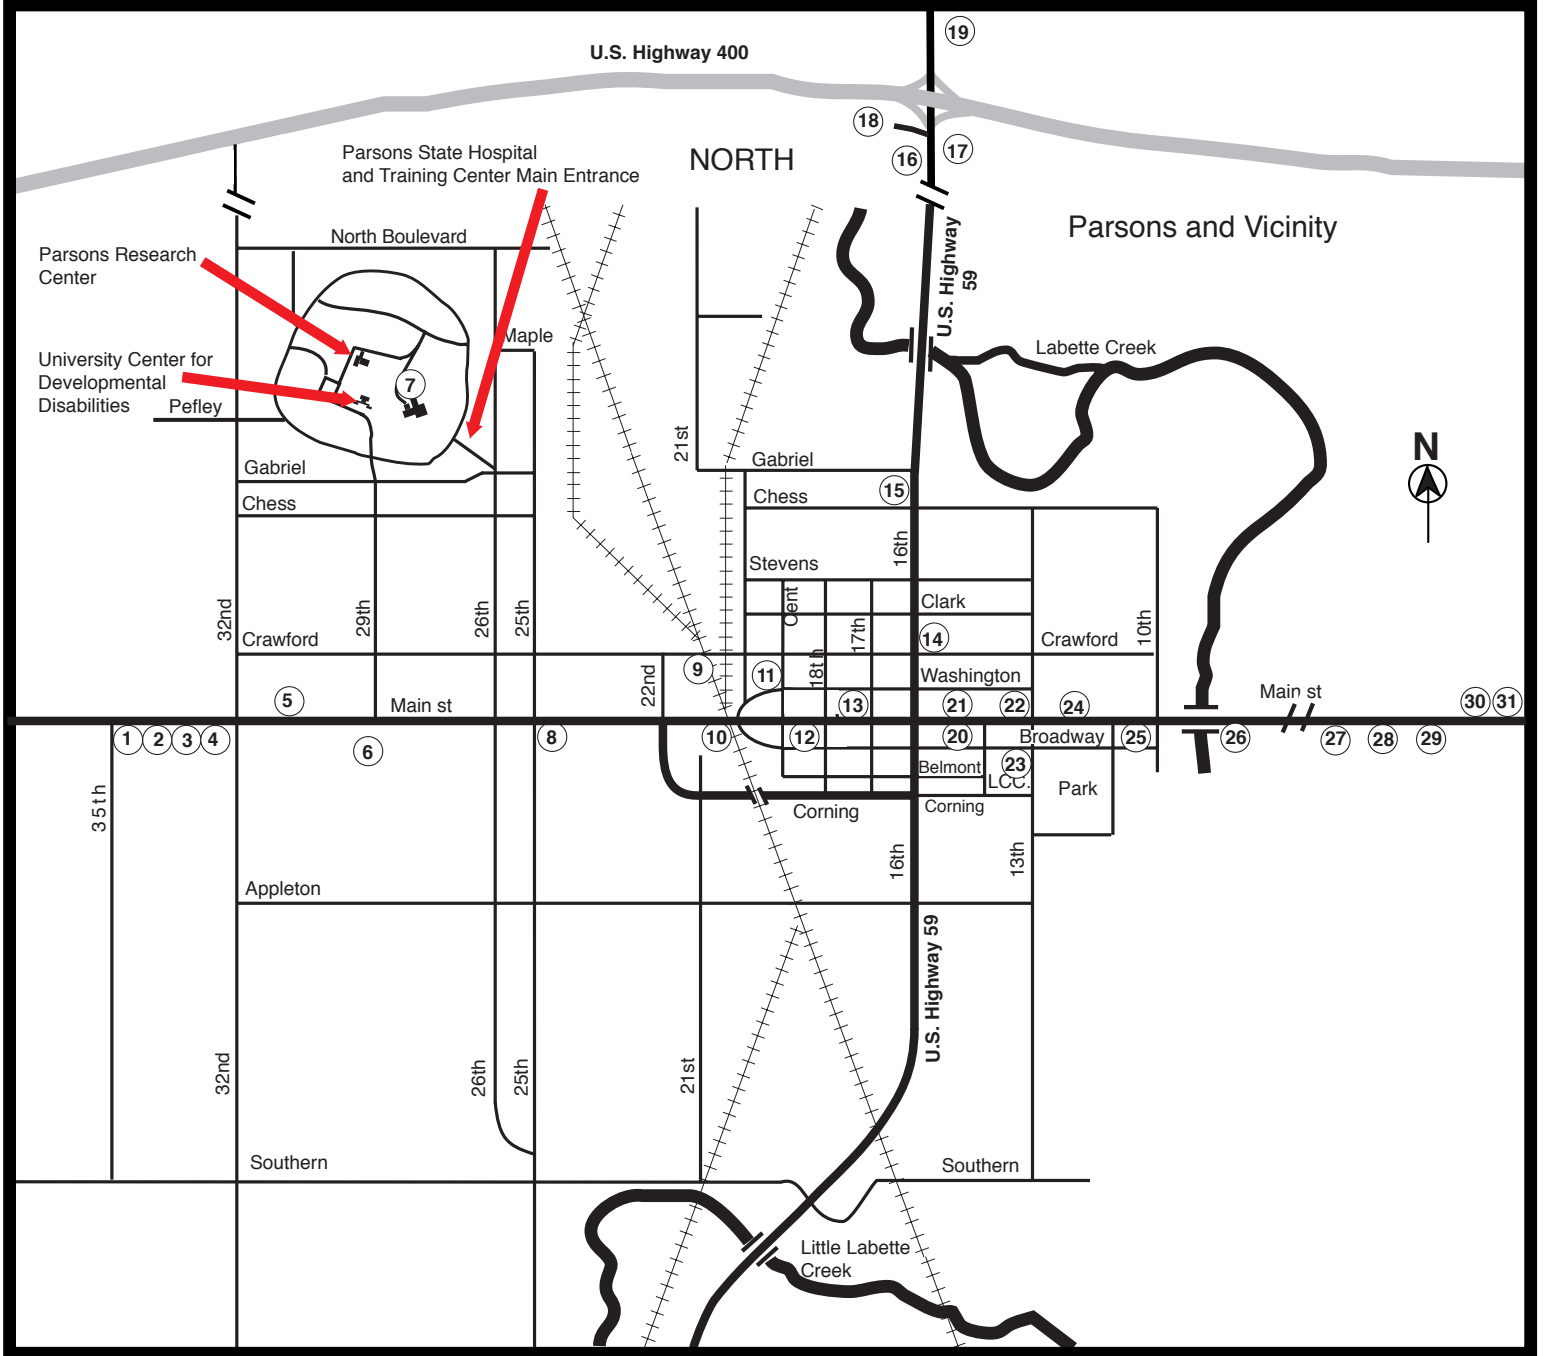 19
U.S. Highway 400
18
17
16
NORTH
Parsons State Hospital
and Training Center Main Entrance
Parsons and Vicinity
North Boulevard
Parsons Research
Center
U.S. Highway
59
Maple
Labette Creek
University Center for
Developmental
Disabilities
7
Pefley
21st
N
Gabriel
Gabriel
15
Chess
Chess
16th
Stevens
Cent
Clark
32nd
29th
26th
25th
17th
10th
Crawford
14
Crawford
18th
22nd
9
11
Washington
5
Main st
13
21
22
24
Main st
30
31
1
2
3
4
6
8
10
12
20
Broadway
25
26
27
28
29
Belmont
23
LCC.
Park
35th
Corning
Corning
16th
13th
Appleton
U.S. Highway 59
32nd
26th
25th
21st
Southern
Southern
Little Labette
Creek